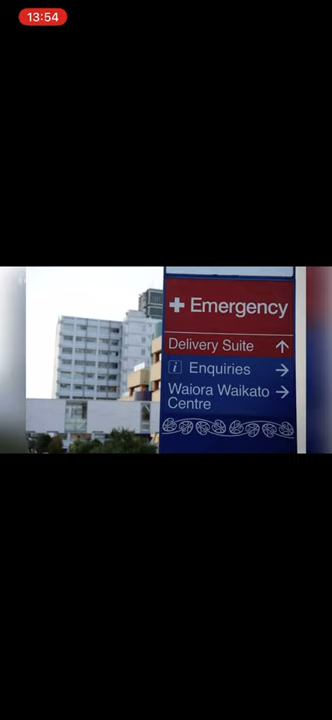 13:54
Emergency
Delivery Suite
i Enquiries
Waiora Waikato
Centre